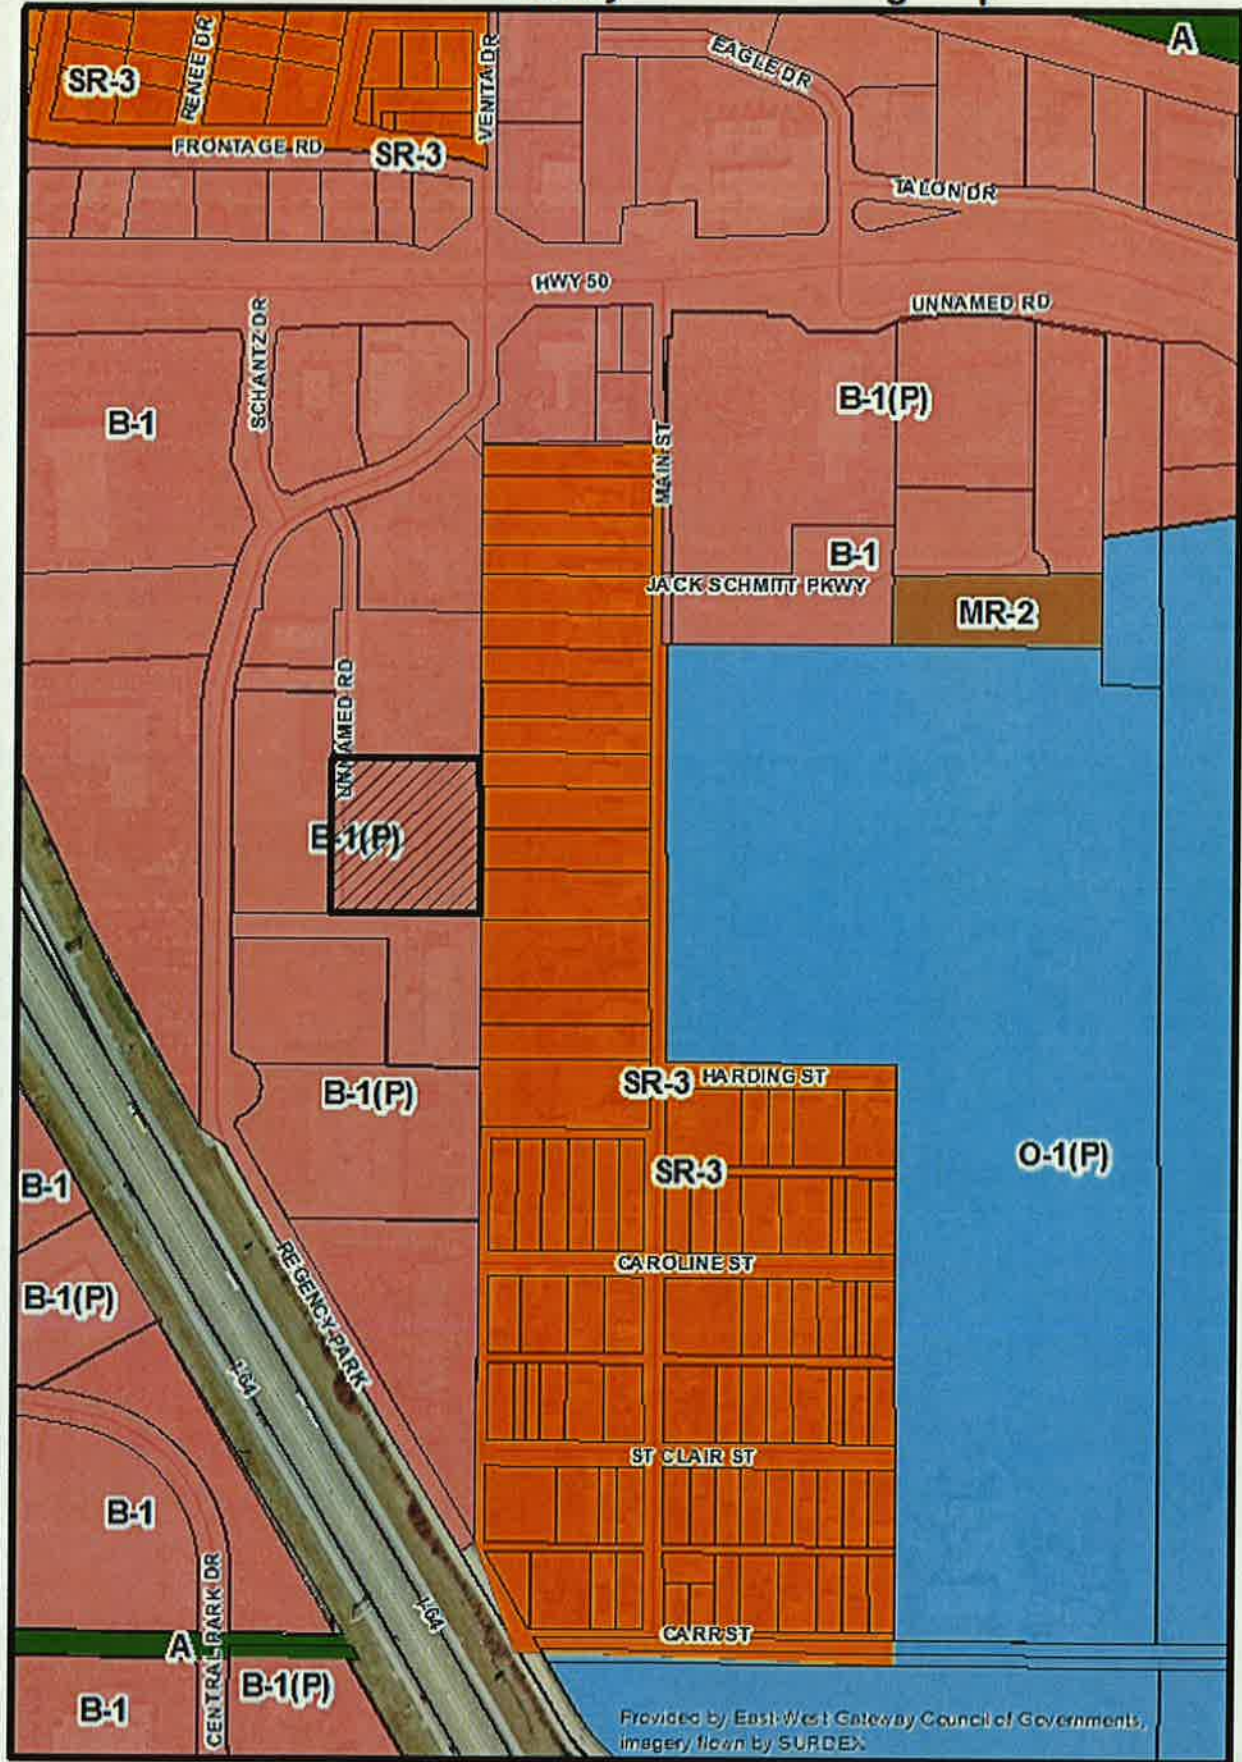 A
EAGLE DR
RENEE DR
VENITA DR
SR-3
FRONTAGE RD
SR-3
TALON DR
HWY 50
UNNAMED RD
SCHANTZ DR
B-1(P)
B-1
MAIN ST
B-1
JACK SCHMITT PKWY
MR-2
UNNAMED RD
B-1(P)
SR-3
HARDING ST
B-1(P)
O-1(P)
SR-3
B-1
CAROLINE ST
REGENCY PARK
B-1(P)
I-64
ST CLAIR ST
B-1
I-64
CENTRAL PARK DR
CARR ST
A
B-1(P)
B-1
Provided by East-West Gateway Council of Governments,
imagery flown by SURDEX